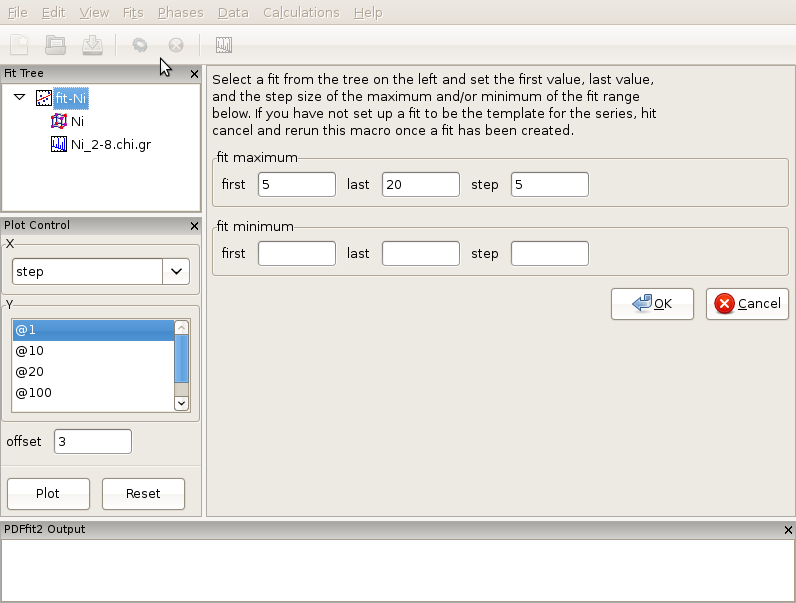 File Edit View Fits Phases Data Calculations Help
Fit Tree
fit-Ni
Ni
Ni_2-8.chi.gr
Select a fit from the tree on the left and set the first value, last value,
and the step size of the maximum and/or minimum of the fit range
below. If you have not set up a fit to be the template for the series, hit
cancel and rerun this macro once a fit has been created.
fit maximum
first 5 last 20 step 5
fit minimum
first last step
OK Cancel
Plot Control
X
step
Y
@1
@10
@20
@100
offset 3
Plot Reset
PDFfit2 Output